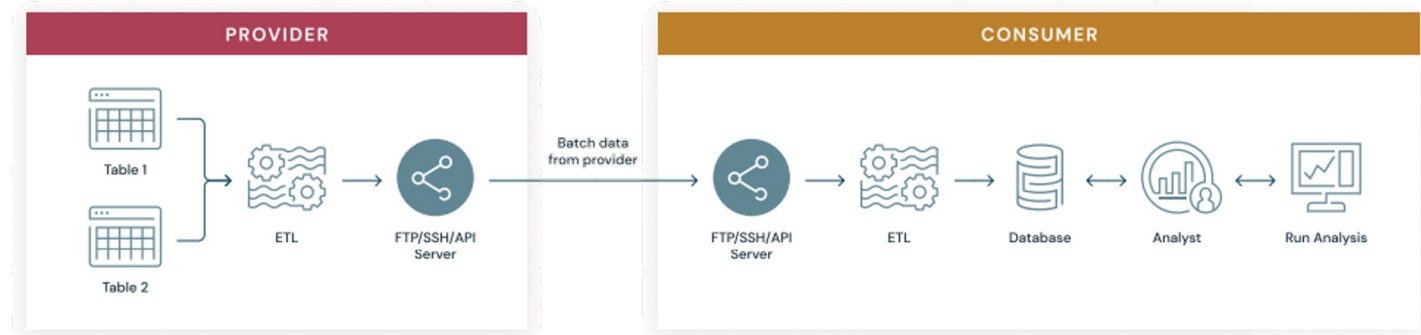 PROVIDER
Table 1
Table 2
ETL
FTP/SSH/API
Server
Batch data
from provider
CONSUMER
FTP/SSH/API
Server
ETL
Database
Analyst
Run Analysis